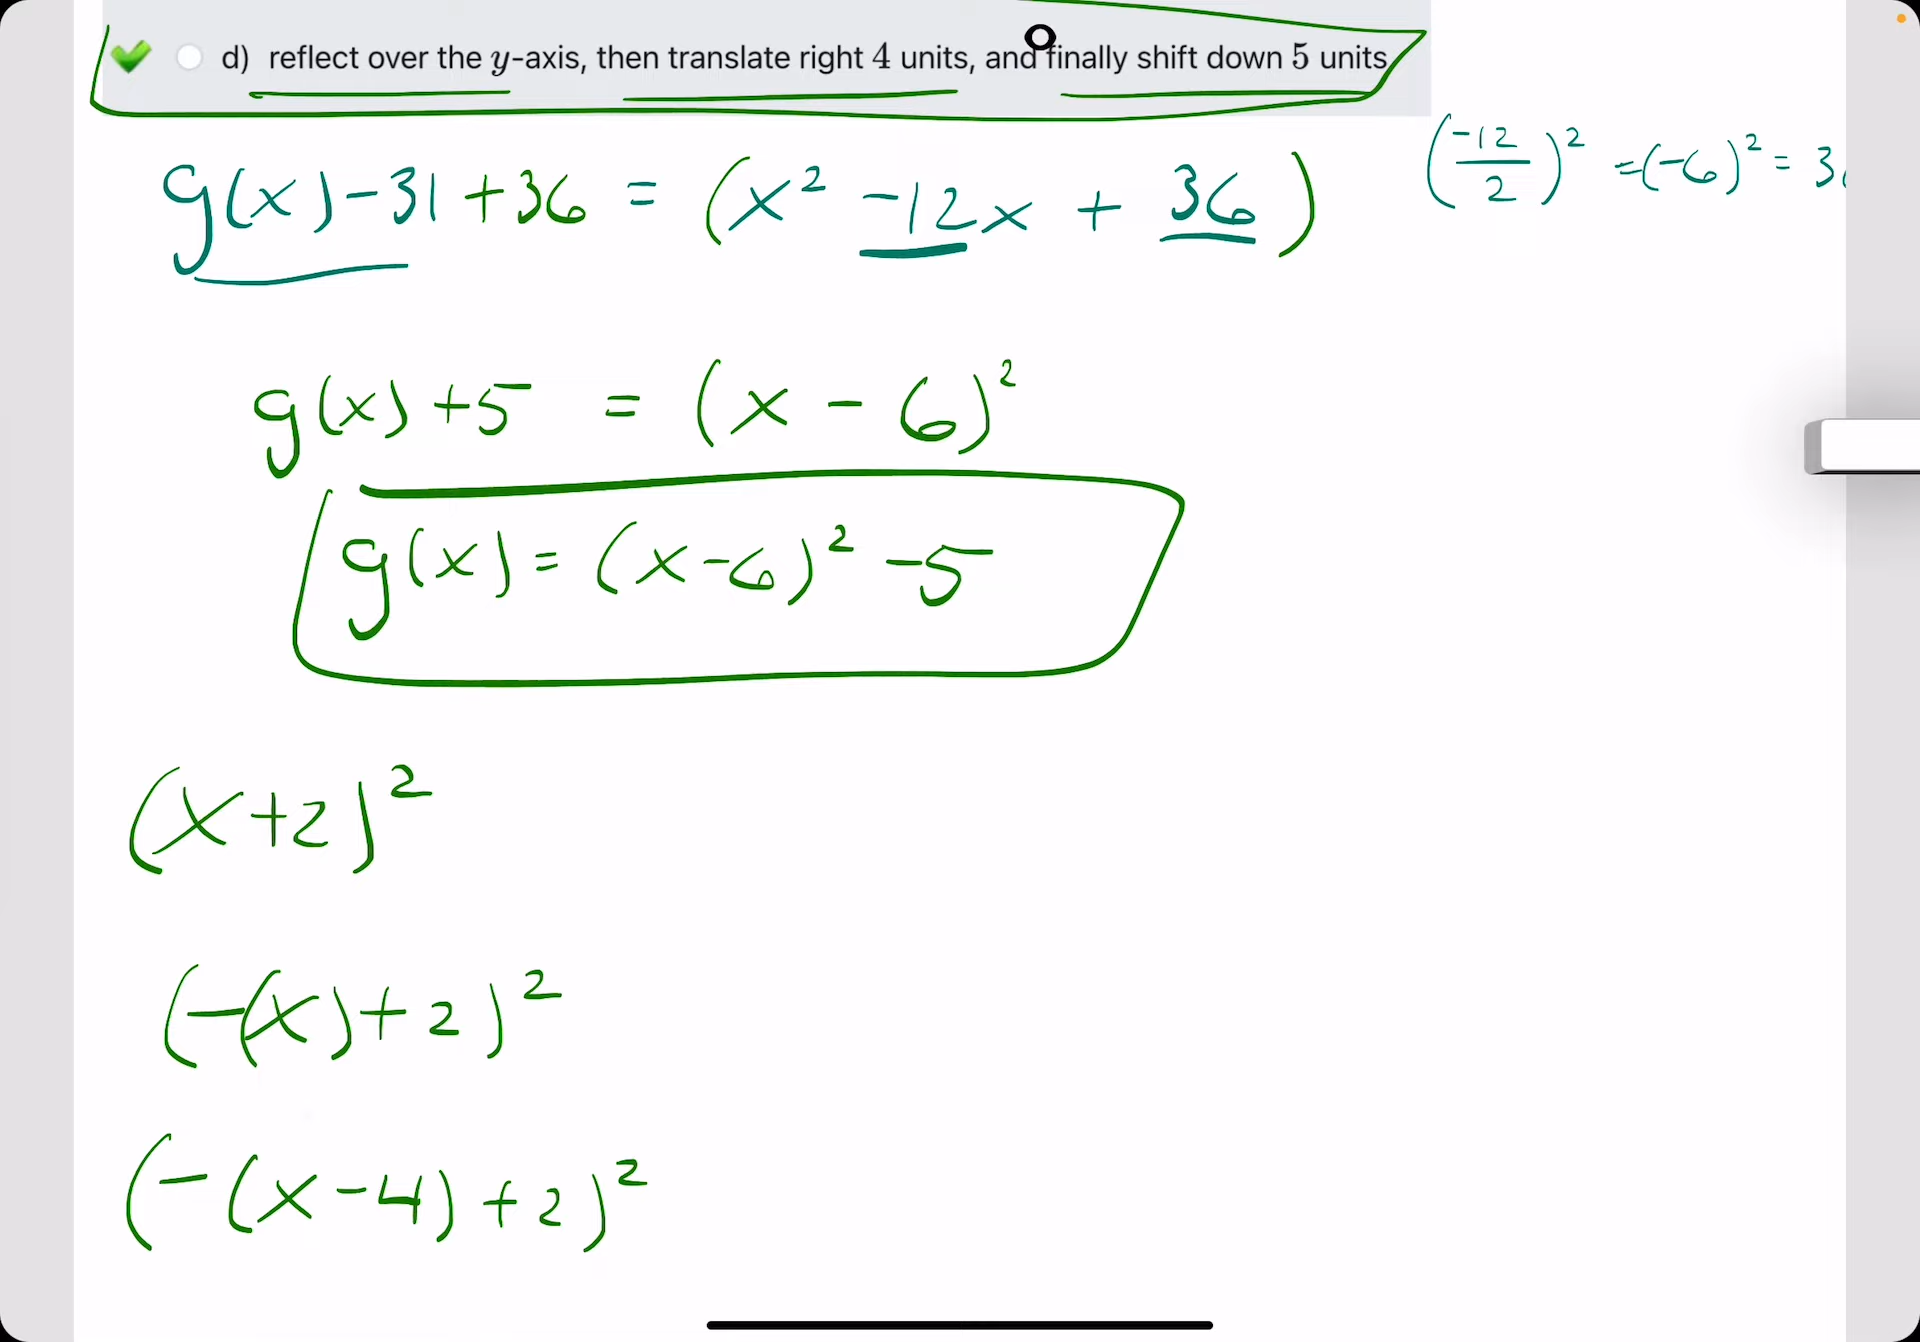 d) reflect over the y-axis, then translate right 4 units, and finally shift down 5 units
g(x) - 31 + 36 = (x² - 12x + 36)
(-12/2)² = (-6)² = 3
g(x) + 5 = (x - 6)²
g(x) = (x - 6)² - 5
(x + 2)²
(-(x) + 2)²
(-(x - 4) + 2)²